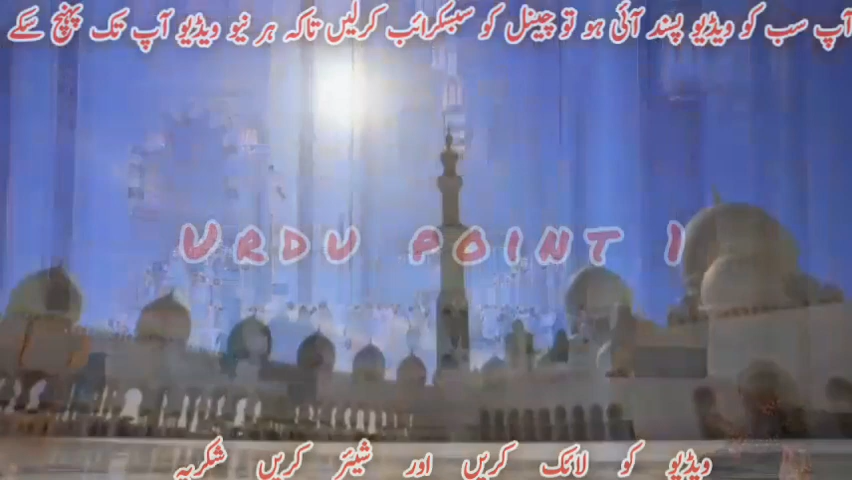 آپ سب کو ویڈیو پسند آئی ہو تو چینل کو سبسکرائب کرلیں تاکہ ہر نیو ویڈیو آپ تک پہنچ سکے
URDU POINT 1
ویڈیو کو لائک کریں اور شیئر کریں شکریہ